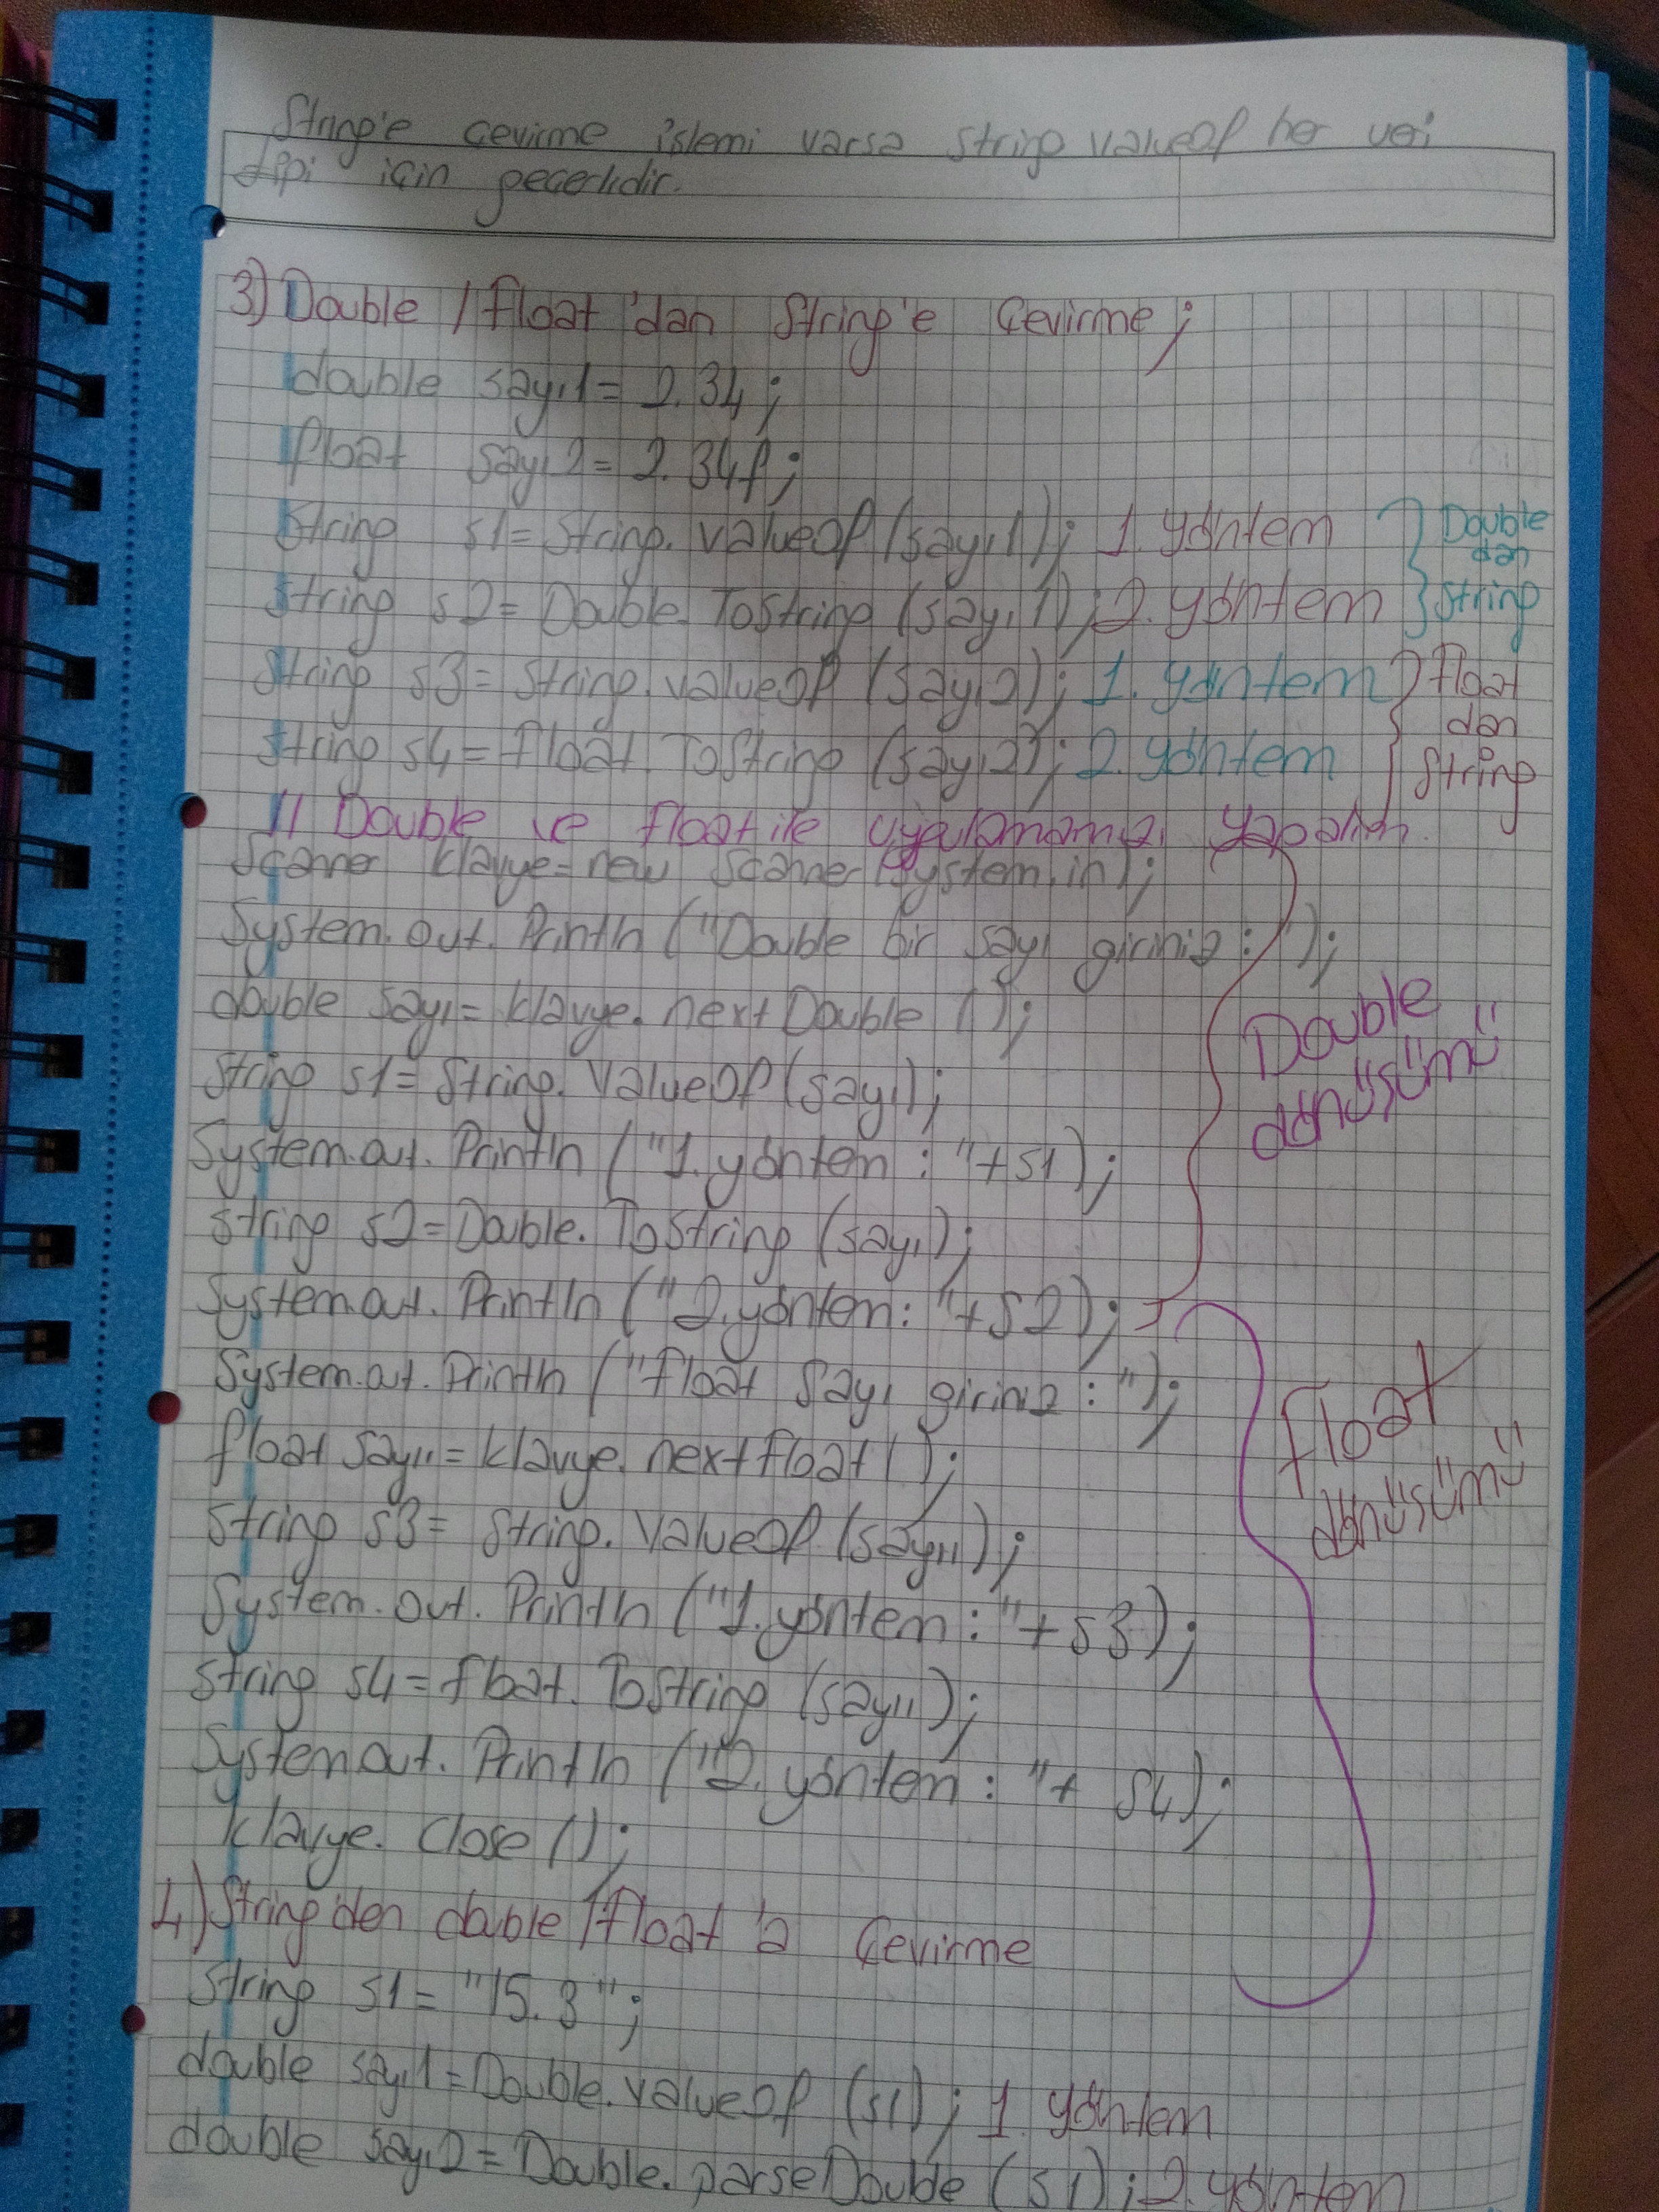 String'e çevirme işlemi varsa String valueOf her veri
tipi için geçerlidir.
3) Double / float 'dan String'e Çevirme;
double sayı1 = 2.34;
float sayı2 = 2.34f;
String s1= String.valueOf (sayı1); 1. yöntem
String s2= Double.ToString (sayı1); 2. yöntem
Double
dan
String
String s3= String.valueOf (sayı2); 1. yöntem
String s4= float.ToString (sayı2); 2. yöntem
float
dan
String
// Double ve float ile uygulamamızı yapalım
Scanner klavye= new Scanner (System.in);
System.out.Println ("Double bir sayı giriniz : ");
double sayı= klavye.nextDouble ();
String s1= String.ValueOf (sayı);
System.out.Println ("1.yöntem : "+s1);
String s2=Double.ToString (sayı);
System.out.Println ("2.yöntem: "+s2);
Double
dönüşümü
System.out.Println ("float sayı giriniz : ");
float sayıı= klavye.nextfloat ();
String s3= String.ValueOf (sayıı);
System.out.Println ("1.yöntem : "+s3);
String s4= float.ToString (sayıı);
System.out.Println ("2.yöntem : "+ s4);
klavye.Close ();
float
dönüşümü
4) String'den double / float 'a Çevirme
String s1= "15.3";
double sayı1=Double.valueOf (s1); 1. yöntem
double sayı2=Double.parseDouble (s1); 2. yöntem